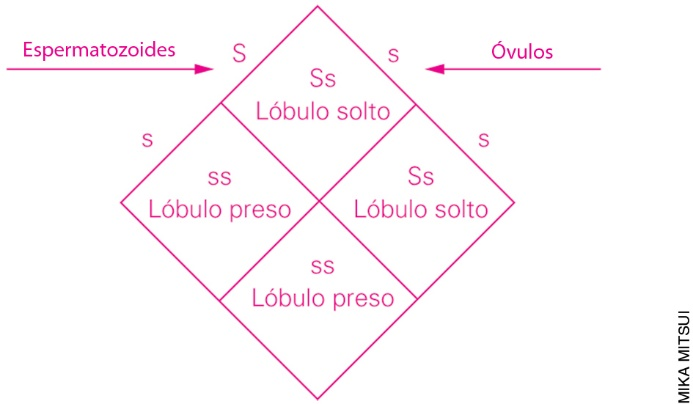 Espermatozoides
S
s
Óvulos
Ss
Lóbulo solto
s
s
ss
Lóbulo preso
Ss
Lóbulo solto
ss
Lóbulo preso
MIKA MITSUI